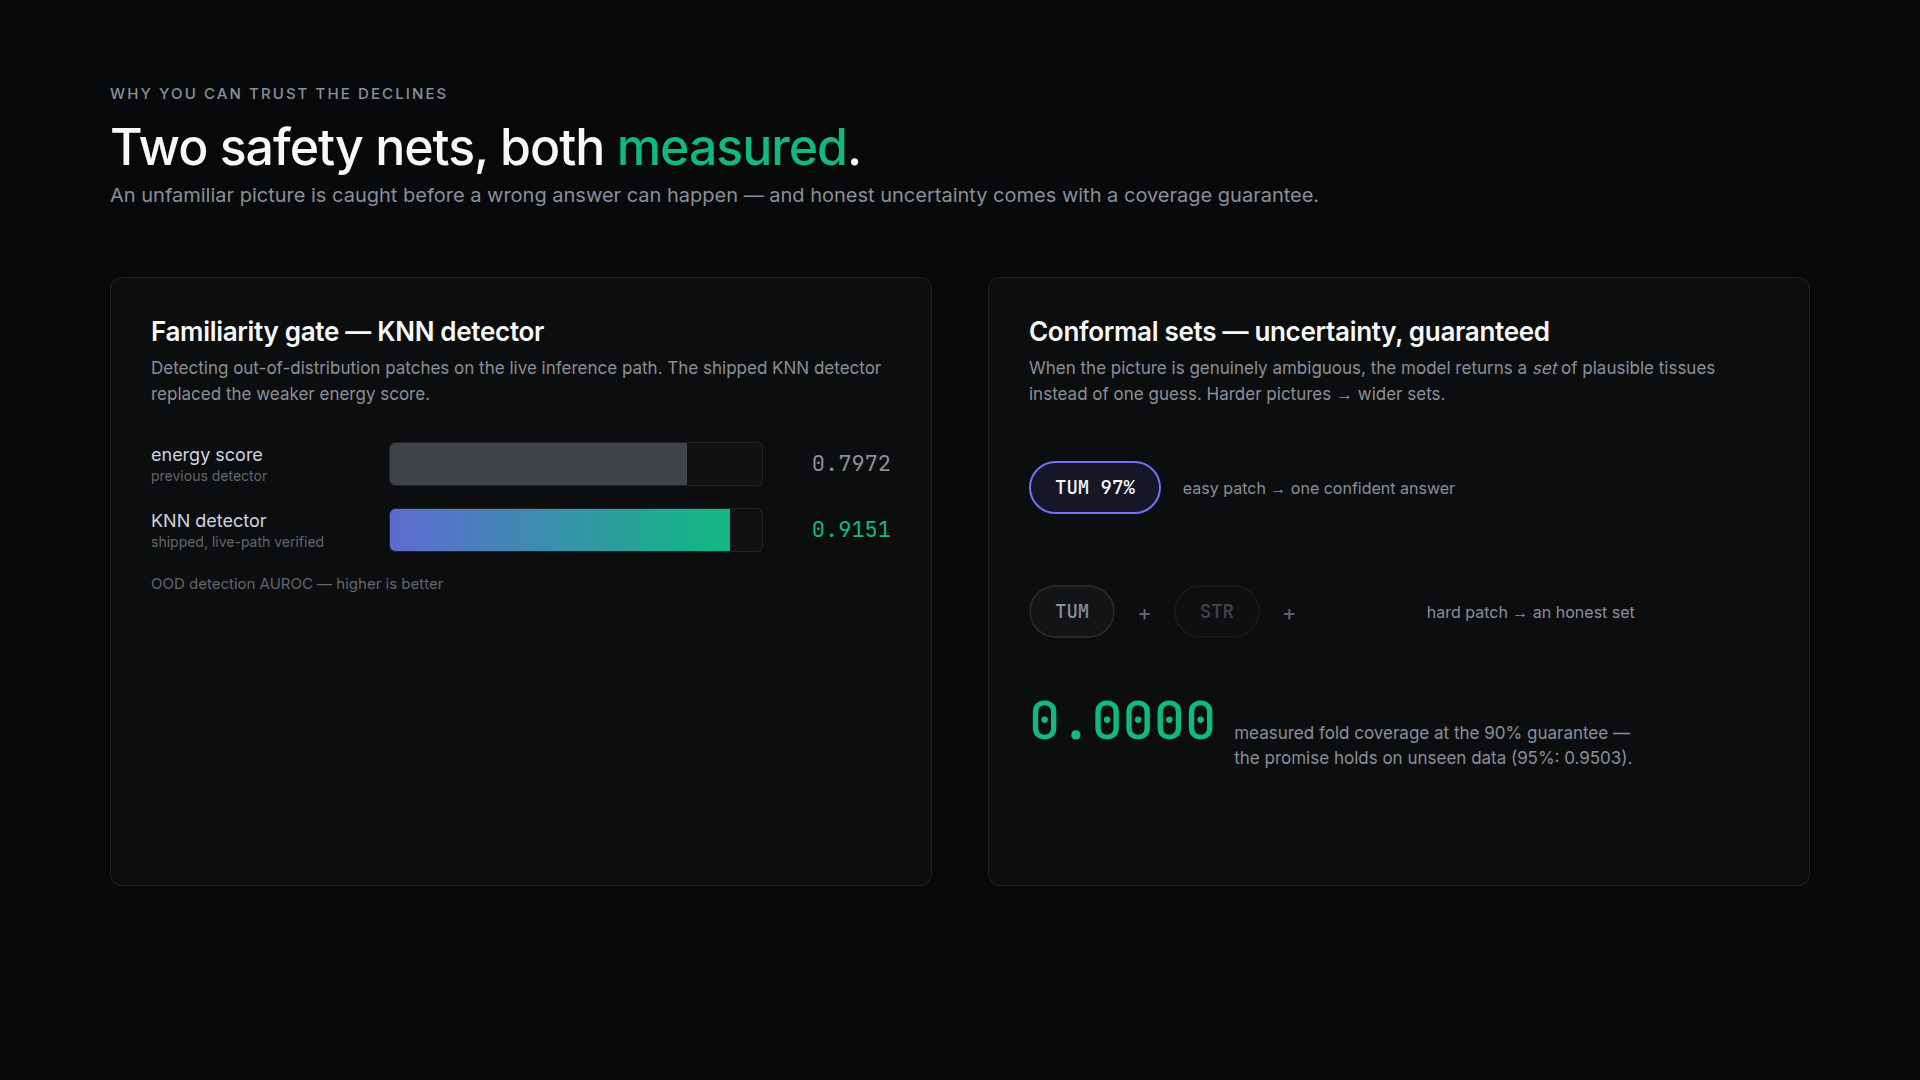 WHY YOU CAN TRUST THE DECLINES
Two safety nets, both measured.
An unfamiliar picture is caught before a wrong answer can happen — and honest uncertainty comes with a coverage guarantee.
Familiarity gate — KNN detector
Detecting out-of-distribution patches on the live inference path. The shipped KNN detector
replaced the weaker energy score.
energy score
previous detector
0.7972
KNN detector
shipped, live-path verified
0.9151
OOD detection AUROC — higher is better
Conformal sets — uncertainty, guaranteed
When the picture is genuinely ambiguous, the model returns a set of plausible tissues
instead of one guess. Harder pictures → wider sets.
TUM 97% easy patch → one confident answer
TUM + STR + hard patch → an honest set
0.0000
measured fold coverage at the 90% guarantee —
the promise holds on unseen data (95%: 0.9503).